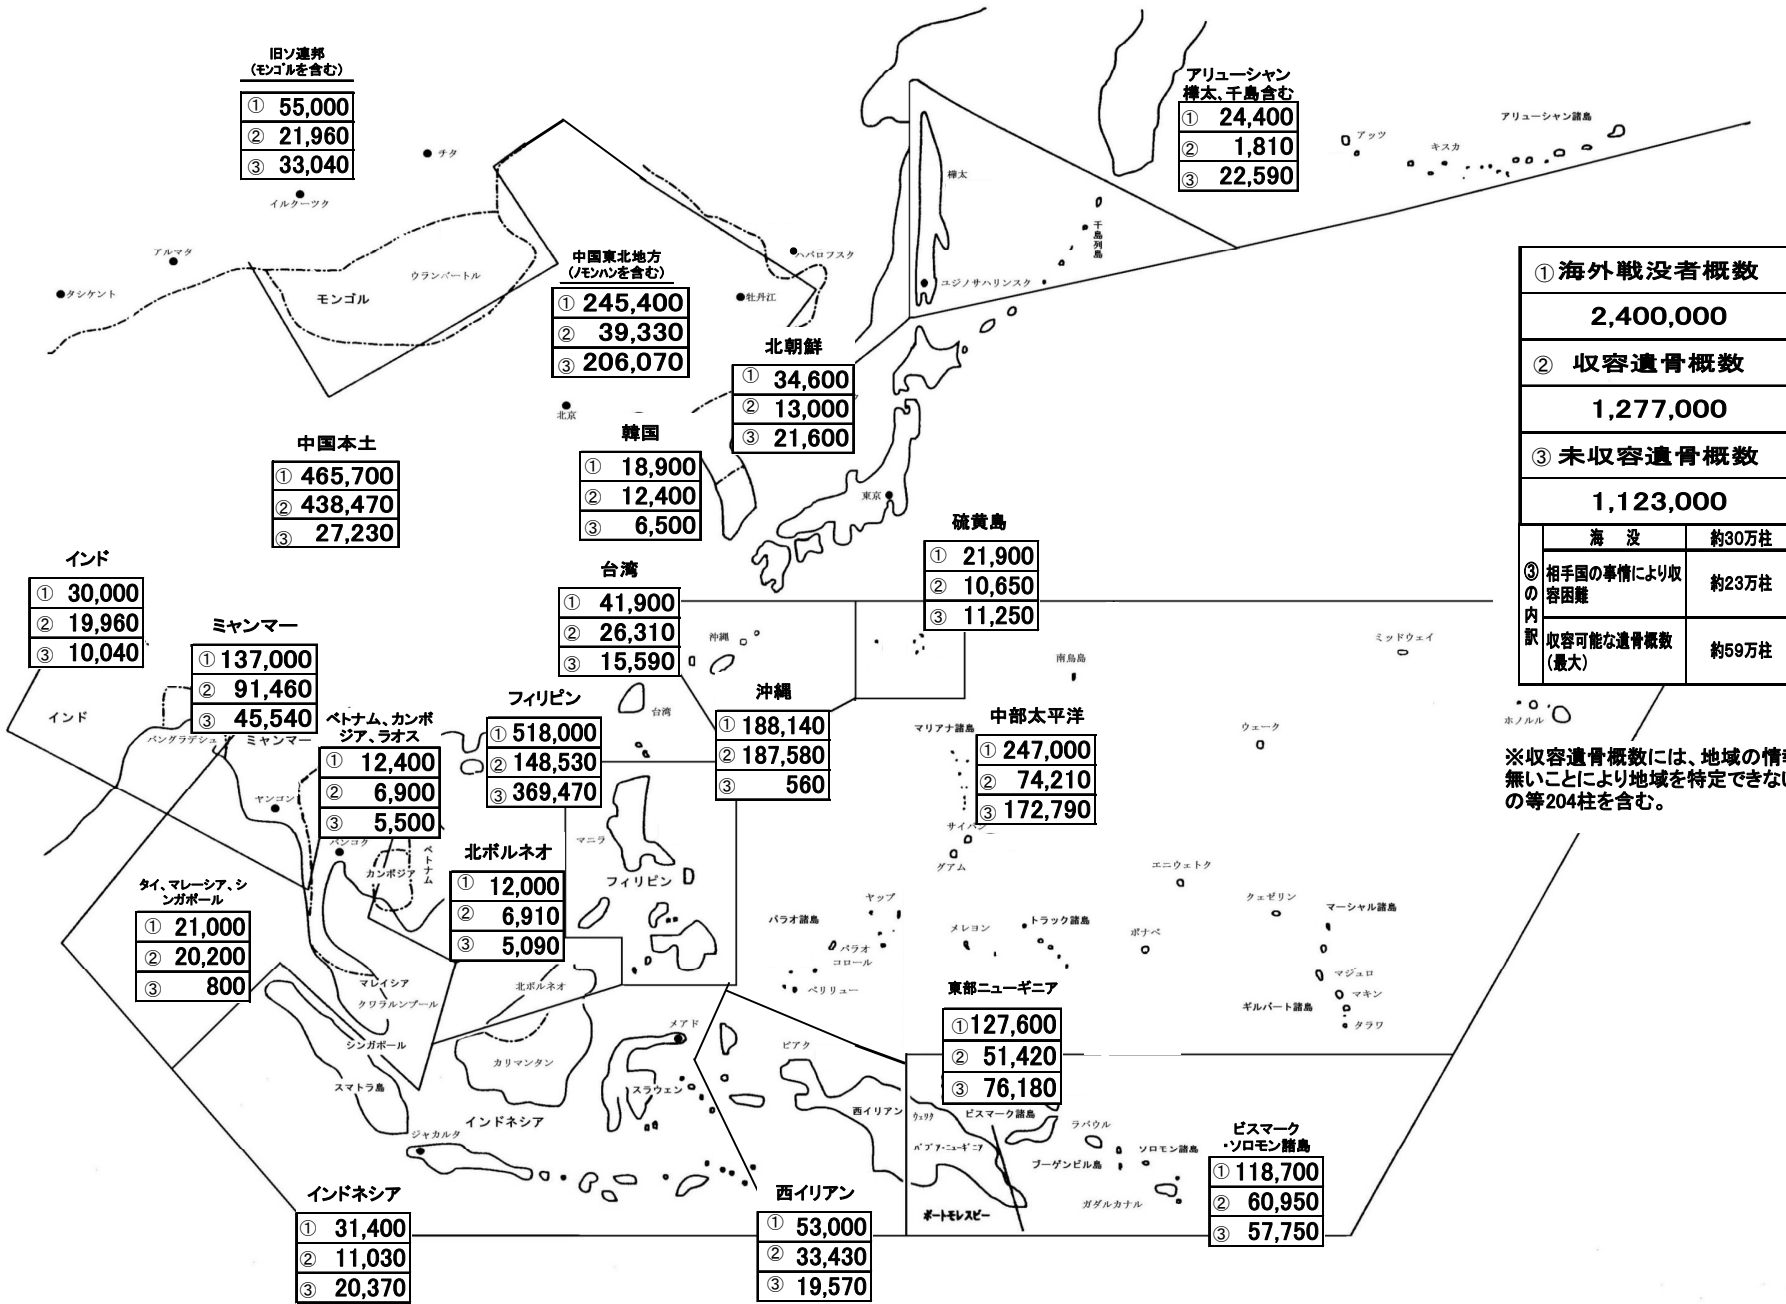 旧ソ連邦
(モンゴルを含む)
① 55,000
② 21,960
③ 33,040
アリューシャン
樺太、千島含む
① 24,400
② 1,810
③ 22,590
アリューシャン諸島
アッツ
キスカ
チタ
イルクーツク
アルマタ
タシケント
ウランバートル
モンゴル
樺太
千島列島
ハバロフスク
牡丹江
ユジノサハリンスク
中国東北地方
(ノモンハンを含む)
① 245,400
② 39,330
③ 206,070
北朝鮮
① 34,600
② 13,000
③ 21,600
北京
中国本土
① 465,700
② 438,470
③ 27,230
韓国
① 18,900
② 12,400
③ 6,500
東京
①海外戦没者概数
2,400,000
② 収容遺骨概数
1,277,000
③ 未収容遺骨概数
1,123,000
③の内訳
海 没
約30万柱
相手国の事情により収
容困難
約23万柱
収容可能な遺骨概数
(最大)
約59万柱
※収容遺骨概数には、地域の情
無いことにより地域を特定できな
の等204柱を含む。
硫黄島
① 21,900
② 10,650
③ 11,250
インド
① 30,000
② 19,960
③ 10,040
台湾
① 41,900
② 26,310
③ 15,590
ミャンマー
① 137,000
② 91,460
③ 45,540
沖縄
南鳥島
ミッドウェイ
ホノルル
インド
バングラデシュ
ミャンマー
ベトナム、カンボ
ジア、ラオス
① 12,400
② 6,900
③ 5,500
フィリピン
① 518,000
② 148,530
③ 369,470
台湾
沖縄
① 188,140
② 187,580
③ 560
マリアナ諸島
中部太平洋
① 247,000
② 74,210
③ 172,790
ウェーク
ヤンゴン
バンコク
カンボジア
ベトナム
マニラ
フィリピン
サイパン
グアム
エニウェトク
クェゼリン
マーシャル諸島
北ボルネオ
① 12,000
② 6,910
③ 5,090
タイ、マレーシア、シ
ンガポール
① 21,000
② 20,200
③ 800
ヤップ
パラオ諸島
パラオ
コロール
ペリリュー
メレヨン
トラック諸島
ポナペ
マジュロ
マキン
ギルバート諸島
タラワ
マレイシア
クワラルンプール
シンガポール
スマトラ島
北ボルネオ
カリマンタン
メアド
スラウェン
インドネシア
ジャカルタ
東部ニューギニア
① 127,600
② 51,420
③ 76,180
ビアク
西イリアン
ウェワク
パプア・ニューギニア
ビスマーク諸島
ラバウル
ブーゲンビル島
ソロモン諸島
ガダルカナル
ポートモレスビー
ビスマーク
・ソロモン諸島
① 118,700
② 60,950
③ 57,750
インドネシア
① 31,400
② 11,030
③ 20,370
西イリアン
① 53,000
② 33,430
③ 19,570